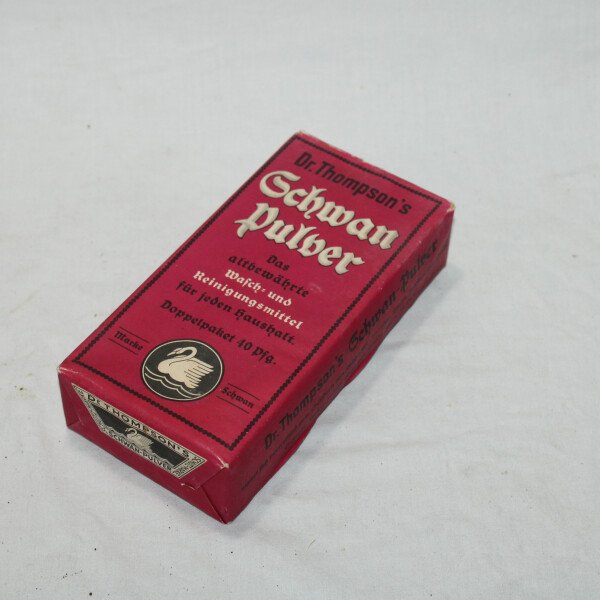 Dr. Thompson's
Schwan
Pulver
Das
altbewährte
Waſch- und
Reinigungsmittel
für jeden Haushalt.
Doppelpaket 40 Pfg.
Marke
Schwan
DR. THOMPSON'S
SCHWAN-PULVER
Dr. Thompson's Schwan Pulver